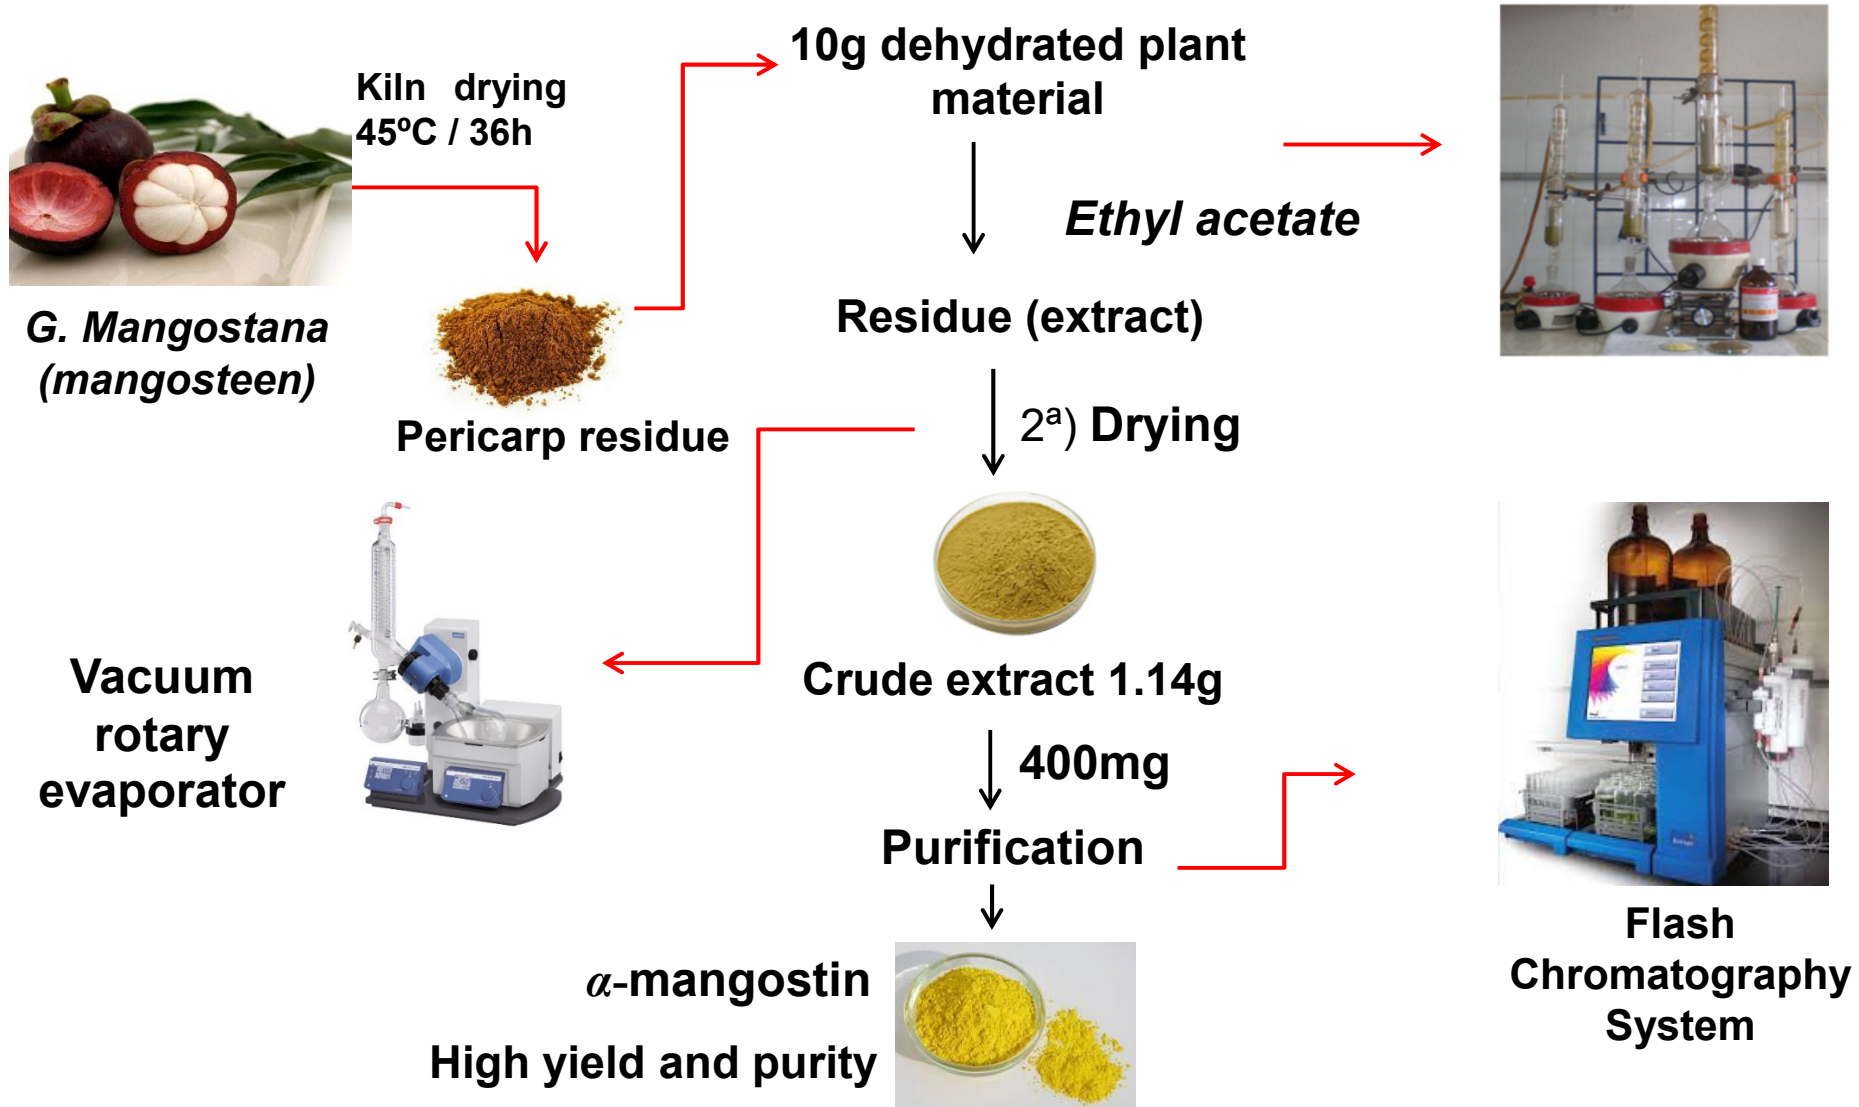 10g dehydrated plant
material
Kiln drying
45ºC / 36h
Ethyl acetate
G. Mangostana
(mangosteen)
Residue (extract)
Pericarp residue
2ª) Drying
Vacuum
rotary
evaporator
Crude extract 1.14g
400mg
Purification
Flash
Chromatography
System
α-mangostin
High yield and purity